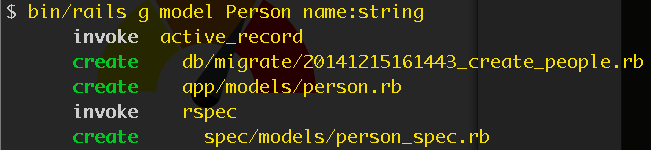 $ bin/rails g model Person name:string
invoke active_record
create db/migrate/20141215161443_create_people.rb
create app/models/person.rb
invoke rspec
create spec/models/person_spec.rb